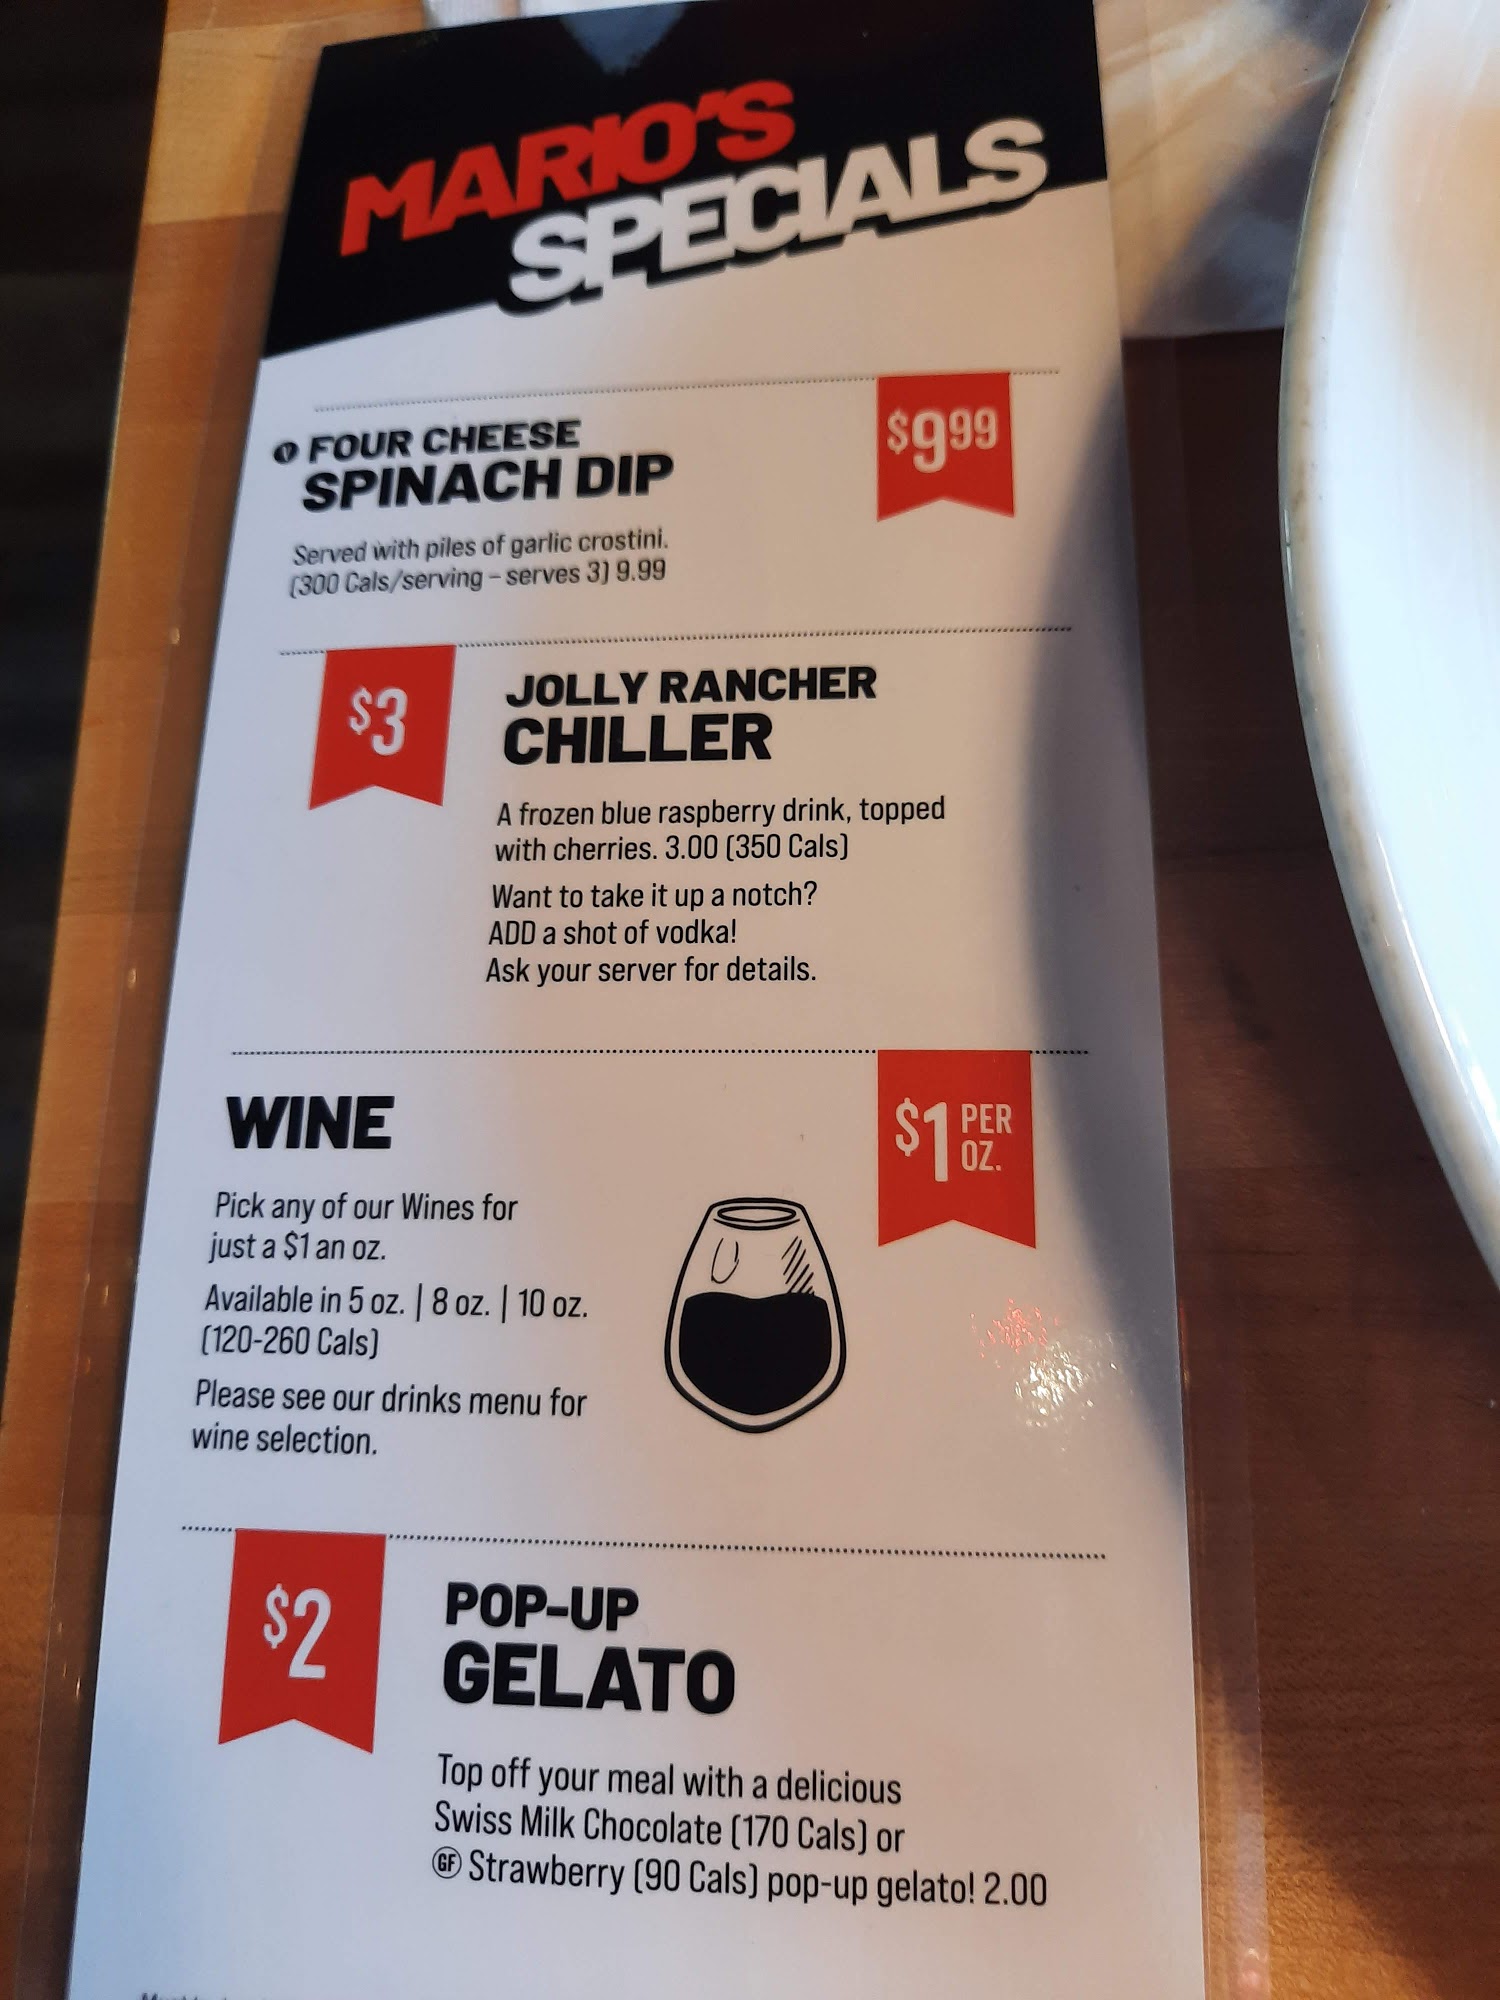 MARIO'S
SPECIALS
V FOUR CHEESE
SPINACH DIP
$9.99
Served with piles of garlic crostini.
(300 Cals/serving – serves 3) 9.99
$3
JOLLY RANCHER
CHILLER
A frozen blue raspberry drink, topped
with cherries. 3.00 (350 Cals)
Want to take it up a notch?
ADD a shot of vodka!
Ask your server for details.
WINE
$1 PER
OZ.
Pick any of our Wines for
just a $1 an oz.
Available in 5 oz. | 8 oz. | 10 oz.
(120-260 Cals)
Please see our drinks menu for
wine selection.
$2
POP-UP
GELATO
Top off your meal with a delicious
Swiss Milk Chocolate (170 Cals) or
GF Strawberry (90 Cals) pop-up gelato! 2.00